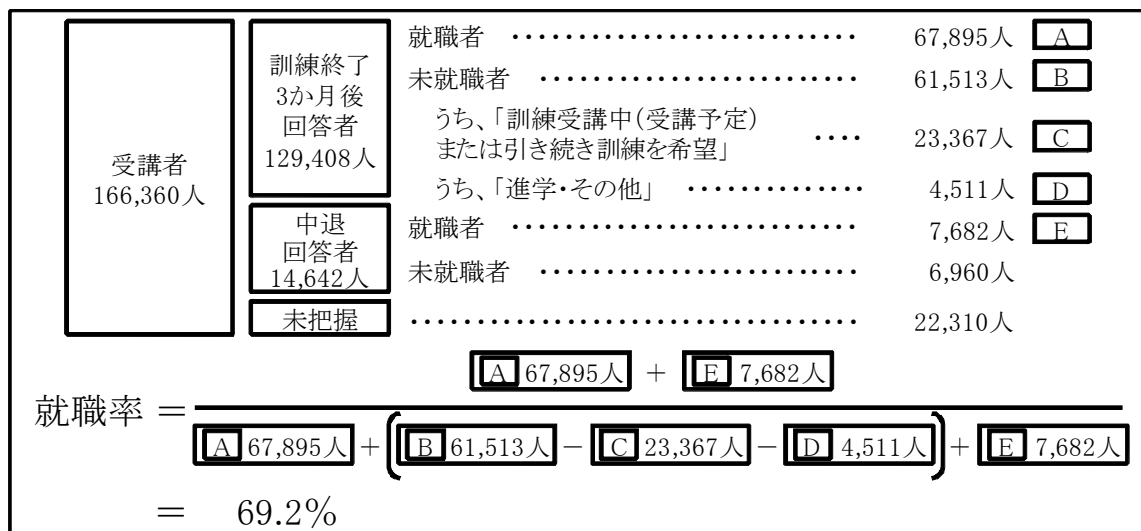 受講者
166,360人
訓練終了
3か月後
回答者
129,408人
就職者 ・・・・・・・・・・・・・・・・・・・・・・・・・・ 67,895人 A
未就職者 ・・・・・・・・・・・・・・・・・・・・・・・・ 61,513人 B
うち、「訓練受講中(受講予定)
または引き続き訓練を希望」 ・・・・ 23,367人 C
うち、「進学・その他」 ・・・・・・・・・・・・・ 4,511人 D
中退
回答者
14,642人
就職者 ・・・・・・・・・・・・・・・・・・・・・・・・・・ 7,682人 E
未就職者 ・・・・・・・・・・・・・・・・・・・・・・・・ 6,960人
未把握 ・・・・・・・・・・・・・・・・・・・・・・・・・・・・・・・・・・ 22,310人
A 67,895人 + E 7,682人
就職率 =
A 67,895人 + ( B 61,513人 − C 23,367人 − D 4,511人 ) + E 7,682人
= 69.2%